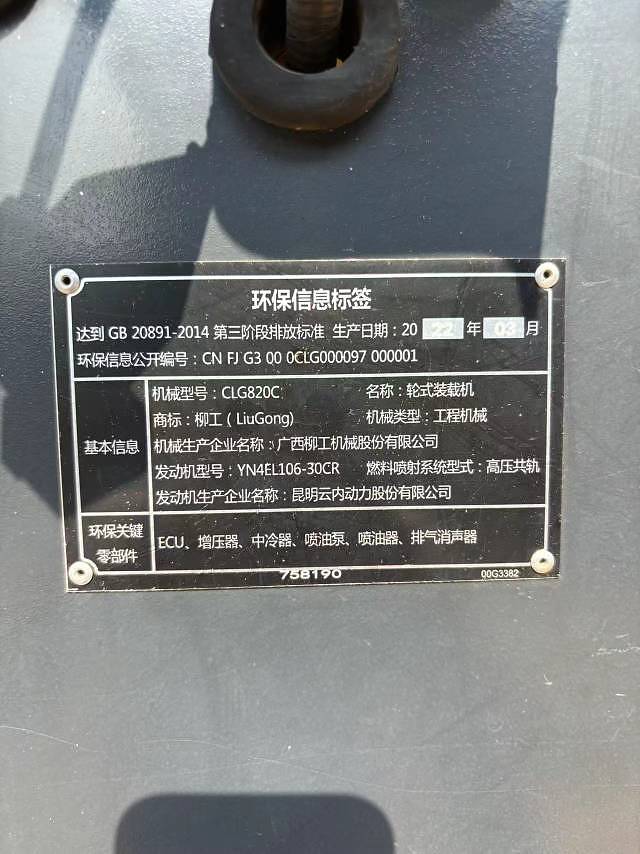 环保信息标签
达到 GB 20891-2014 第三阶段排放标准 生产日期：20 22 年 03 月
环保信息公开编号：CN FJ G3 00 0CLG000097 000001
基本信息
机械型号：CLG820C 名称：轮式装载机
商标：柳工（LiuGong) 机械类型：工程机械
机械生产企业名称：广西柳工机械股份有限公司
发动机型号：YN4EL106-30CR 燃料喷射系统型式：高压共轨
发动机生产企业名称：昆明云内动力股份有限公司
环保关键
零部件
ECU、增压器、中冷器、喷油泵、喷油器、排气消声器
758190
00G3382